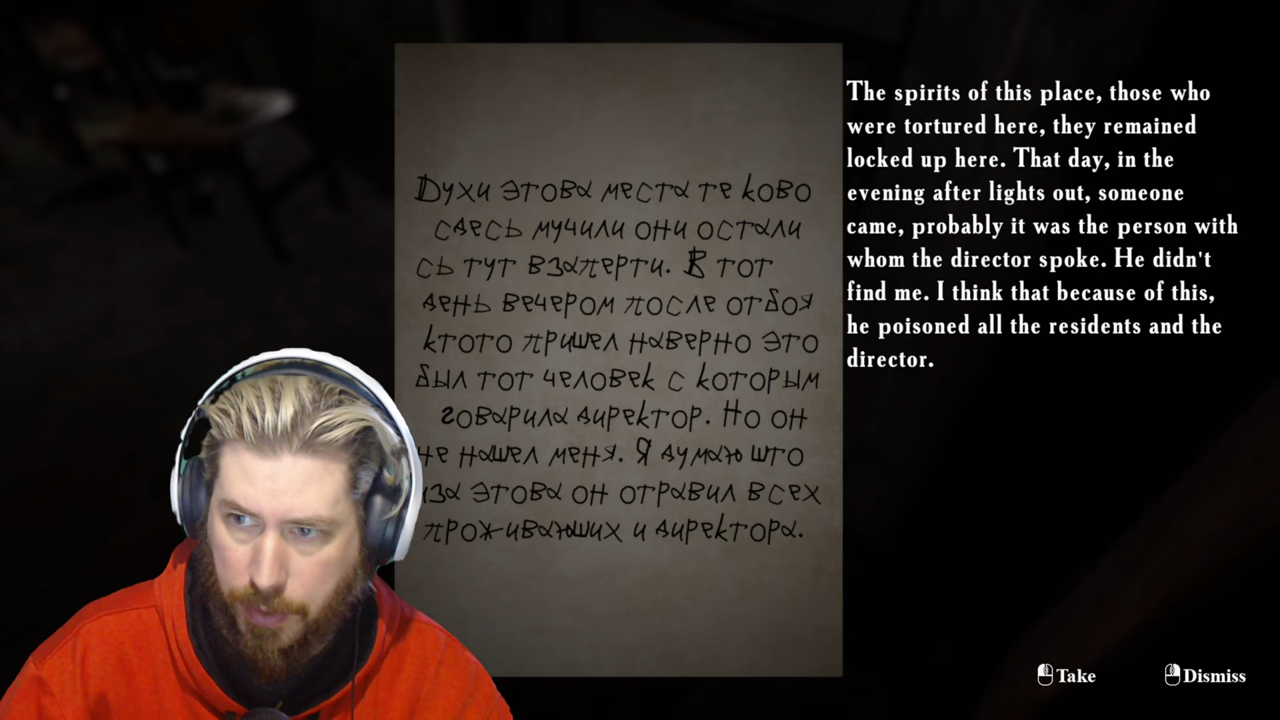 Духи этова места те ково
сдесь мучили они остали
сь тут взаперти. В тот
день вечером после отбоя
ктото пришел наверно это
был тот человек с которым
говарила директор. Но он
не нашел меня. Я думаю што
иза этова он отравил всех
проживаюших и директора.
The spirits of this place, those who
were tortured here, they remained
locked up here. That day, in the
evening after lights out, someone
came, probably it was the person with
whom the director spoke. He didn't
find me. I think that because of this,
he poisoned all the residents and the
director.
Take Dismiss